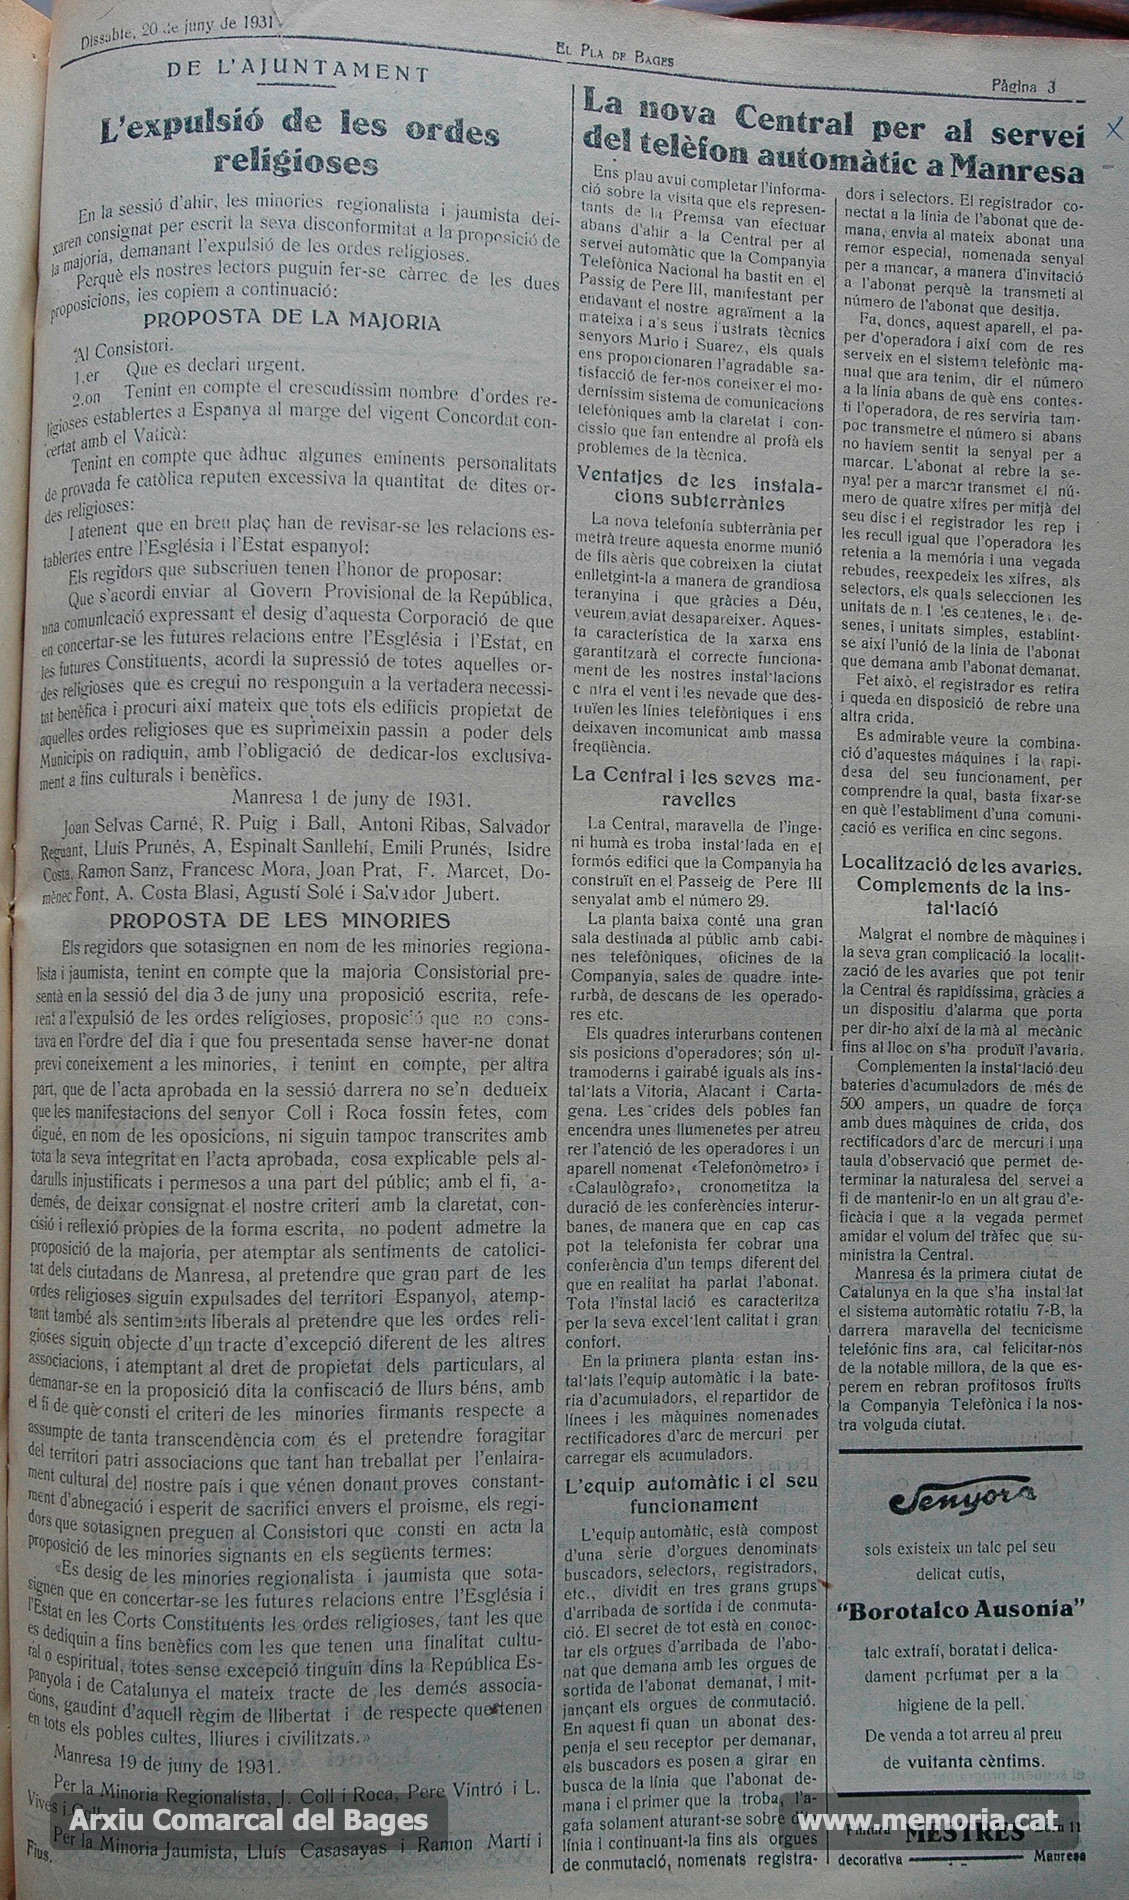 Dissabte, 20 de juny de 1931
El Pla de Bages
Pàgina 3
DE L'AJUNTAMENT
L'expulsió de les ordes
religioses
En la sessió d'ahir, les minories regionalista i jaumista dei-
xaren consignat per escrit la seva disconformitat a la proposició de
la majoria, demanant l'expulsió de les ordes religioses.
Perquè els nostres lectors puguin fer-se càrrec de les dues
proposicions, les copiem a continuació:
PROPOSTA DE LA MAJORIA
"Al Consistori.
1.er Que es declari urgent.
2.on Tenint en compte el crescudíssim nombre d'ordes re-
ligioses establertes a Espanya al marge del vigent Concordat con-
certat amb el Vaticà:
Tenint en compte que àdhuc algunes eminents personalitats
de provada fe catòlica reputen excessiva la quantitat de dites or-
des religioses:
I atenent que en breu plaç han de revisar-se les relacions es-
tablertes entre l'Església i l'Estat espanyol:
Els regidors que subscriuen tenen l'honor de proposar:
Que s'acordi enviar al Govern Provisional de la República,
una comunicació expressant el desig d'aquesta Corporació de que
en concertar-se les futures relacions entre l'Església i l'Estat, en
les futures Constituents, acordi la supressió de totes aquelles or-
des religioses que es cregui no responguin a la vertadera necessi-
tat benèfica i procuri així mateix que tots els edificis propietat de
aquelles ordes religioses que es suprimeixin passin a poder dels
Municipis on radiquin, amb l'obligació de dedicar-los exclusiva-
ment a fins culturals i benèfics.
Manresa 1 de juny de 1931.
Joan Selvas Carné, R. Puig i Ball, Antoni Ribas, Salvador
Reguant, Lluís Prunés, A, Espinalt Sanllehí, Emili Prunés, Isidre
Costa, Ramon Sanz, Francesc Mora, Joan Prat, F. Marcet, Do-
mènec Font, A. Costa Blasi, Agustí Solé i Salvador Jubert.
PROPOSTA DE LES MINORIES
Els regidors que sotasignen en nom de les minories regiona-
lista i jaumista, tenint en compte que la majoria Consistorial pre-
sentà en la sessió del dia 3 de juny una proposició escrita, refe-
rent a l'expulsió de les ordes religioses, proposició que no cons-
tava en l'ordre del dia i que fou presentada sense haver-ne donat
previ coneixement a les minories, i tenint en compte, per altra
part, que de l'acta aprobada en la sessió darrera no se'n dedueix
que les manifestacions del senyor Coll i Roca fossin fetes, com
digué, en nom de les oposicions, ni siguin tampoc transcrites amb
tota la seva integritat en l'acta aprobada, cosa explicable pels al-
darulls injustificats i permesos a una part del públic; amb el fi, a-
demés, de deixar consignat el nostre criteri amb la claretat, con-
cisió i reflexió pròpies de la forma escrita, no podent admetre la
proposició de la majoria, per atemptar als sentiments de catolici-
tat dels ciutadans de Manresa, al pretendre que gran part de les
ordes religioses siguin expulsades del territori Espanyol, atemp-
tant també als sentiments liberals al pretendre que les ordes reli-
gioses siguin objecte d'un tracte d'excepció diferent de les altres
associacions, i atemptant al dret de propietat dels particulars, al
demanar-se en la proposició dita la confiscació de llurs béns, amb
el fi de què consti el criteri de les minories firmants respecte a
assumpte de tanta transcendència com és el pretendre foragitar
del territori patri associacions que tant han treballat per l'enlaira-
ment cultural del nostre país i que vénen donant proves constant-
ment d'abnegació i esperit de sacrifici envers el proisme, els regi-
dors que sotasignen preguen al Consistori que consti en acta la
proposició de les minories signants en els següents termes:
«Es desig de les minories regionalista i jaumista que sota-
signen que en concertar-se les futures relacions entre l'Església i
l'Estat en les Corts Constituents les ordes religioses, tant les que
es dediquin a fins benèfics com les que tenen una finalitat cultu-
ral o espiritual, totes sense excepció tinguin dins la República Es-
panyola i de Catalunya el mateix tracte de les demés associa-
cions, gaudint d'aquell règim de llibertat i de respecte que tenen
en tots els pobles cultes, lliures i civilitzats.»
Manresa 19 de juny de 1931.
Per la Minoria Regionalista, J. Coll i Roca, Pere Vintró i L.
Vives i Coll.
Per la Minoria Jaumista, Lluís Casasayas i Ramon Martí i
Fius.
La nova Central per al servei
del telèfon automàtic a Manresa
Ens plau avui completar l'informa-
ció sobre la visita que els represen-
tants de la Premsa van efectuar
abans d'ahir a la Central per al
servei automàtic que la Companyia
Telefònica Nacional ha bastit en el
Passig de Pere III, manifestant per
endavant el nostre agraïment a la
mateixa i a's seus i'ustrats tècnics
senyors Mario i Suarez, els quals
ens proporcionaren l'agradable sa-
tisfacció de fer-nos coneixer el mo-
derníssim sistema de comunicacions
telefòniques amb la claretat i con-
cissio que fan entendre al profà els
problemes de la tècnica.
Ventatjes de les instala-
cions subterrànies
La nova telefonía subterrània per
metrà treure aquesta enorme munió
de fils aèris que cobreixen la ciutat
enlletgint-la a manera de grandiosa
teranyina i que gràcies a Déu,
veurem aviat desaparèixer. Aques-
ta característica de la xarxa ens
garantitzarà el correcte funciona-
ment de les nostres instal·lacions
contra el vent i les nevade que des-
truïen les línies telefòniques i ens
deixaven incomunicat amb massa
freqüència.
La Central i les seves ma-
ravelles
La Central, maravella de l'inge-
ni humà es troba instal·lada en el
formós edifici que la Companyia ha
construït en el Passeig de Pere III
senyalat amb el número 29.
La planta baixa conté una gran
sala destinada al públic amb cabi-
nes telefòniques, oficines de la
Companyia, sales de quadre inte-
rurbà, de descans de les operado-
res etc.
Els quadres interurbans contenen
sis posicions d'operadores; són ul-
tramoderns i gairabé iguals als ins-
tal·lats a Vitoria, Alacant i Carta-
gena. Les crides dels pobles fan
encendra unes llumenetes per atreu
rer l'atenció de les operadores i un
aparell nomenat «Telefonòmetro» i
«Calaulògrafo», cronometitza la
duració de les conferències interur-
banes, de manera que en cap cas
pot la telefonista fer cobrar una
conferència d'un temps diferent del
que en realitat ha parlat l'abonat.
Tota l'instal lació es caracteritza
per la seva excel·lent calitat i gran
confort.
En la primera planta estan ins-
tal·lats l'equip automàtic i la bate-
ria d'acumuladors, el repartidor de
línees i les màquines nomenades
rectificadores d'arc de mercuri per
carregar els acumuladors.
L'equip automàtic i el seu
funcionament
L'equip automàtic, està compost
d'una sèrie d'orgues denominats
buscadors, selectors, registradors,
etc., dividit en tres grans grups
d'arribada de sortida i de conmuta-
ció. El secret de tot està en conoc-
tar els orgues d'arribada de l'abo-
nat que demana amb les orgues de
sortida de l'abonat demanat, i mit-
jançant els orgues de conmutació.
En aquest fi quan un abonat des-
penja el seu receptor per demanar,
els buscadors es posen a girar en
busca de la línia que l'abonat de-
mana i el primer que la troba, l'a-
gafa solament aturant-se sobre dita
línia i continuant-la fins als orgues
de conmutació, nomenats registra-
dors i selectors. El registrador co-
nectat a la línia de l'abonat que de-
mana, envia al mateix abonat una
remor especial, nomenada senyal
per a mancar, a manera d'invitació
a l'abonat perquè la transmeti al
número de l'abonat que desitja.
Fa, doncs, aquest aparell, el pa-
per d'operadora i així com de res
serveix en el sistema telefònic ma-
nual que ara tenim, dir el número
a la línia abans de què ens contes-
ti l'operadora, de res serviria tam-
poc transmetre el número si abans
no haviem sentit la senyal per a
marcar. L'abonat al rebre la se-
nyal per a marcar transmet el nú-
mero de quatre xifres per mitjà del
seu disc i el registrador les rep i
les recull igual que l'operadora les
retenia a la memória i una vegada
rebudes, reexpedeix les xifres, als
selectors, els quals seleccionen les
unitats de les centenes, les de-
senes, i unitats simples, establint-
se així l'unió de la línia de l'abonat
que demana amb l'abonat demanat.
Fet això, el registrador es retira
i queda en disposició de rebre una
altra crida.
Es admirable veure la combina-
ció d'aquestes máquines i la rapi-
desa del seu funcionament, per
comprendre la qual, basta fixar-se
en què l'establiment d'una comuni-
cació es verifica en cinc segons.
Localització de les avaries.
Complements de la ins-
tal·lació
Malgrat el nombre de màquines i
la seva gran complicació la localit-
zació de les avaries que pot tenir
la Central és rapidíssima, gràcies a
un dispositiu d'alarma que porta
per dir-ho així de la mà al mecànic
fins al lloc on s'ha produït l'avaria.
Complementen la instal·lació deu
bateries d'acumuladors de més de
500 ampers, un quadre de força
amb dues màquines de crida, dos
rectificadors d'arc de mercuri i una
taula d'observació que permet de-
terminar la naturalesa del servei a
fi de mantenir-lo en un alt grau d'e-
ficàcia i que a la vegada permet
amidar el volum del tràfec que su-
ministra la Central.
Manresa és la primera ciutat de
Catalunya en la que s'ha instal lat
el sistema automàtic rotatiu 7-B, la
darrera maravella del tecnicisme
telefónic fins ara, cal felicitar-nos
de la notable millora, de la que es-
perem en rebran profitosos fruïts
la Companyia Telefònica i la nos-
tra volguda ciutat.
Senyora
sols existeix un talc pel seu
delicat cutis,
"Borotalco Ausonia"
talc extrafí, boratat i delica-
dament perfumat per a la
higiene de la pell.
De venda a tot arreu al preu
de vuitanta cèntims.
Pintura MESTRES 11
decorativa Manresa
Arxiu Comarcal del Bages
www.memoria.cat